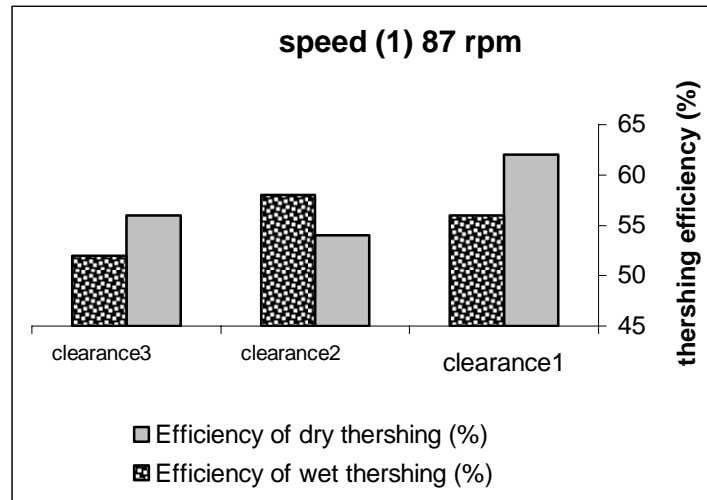 speed (1) 87 rpm
65
60
55
50
45
thershing efficiency (%)
clearance3
clearance2
clearance1
Efficiency of dry thershing (%)
Efficiency of wet thershing (%)